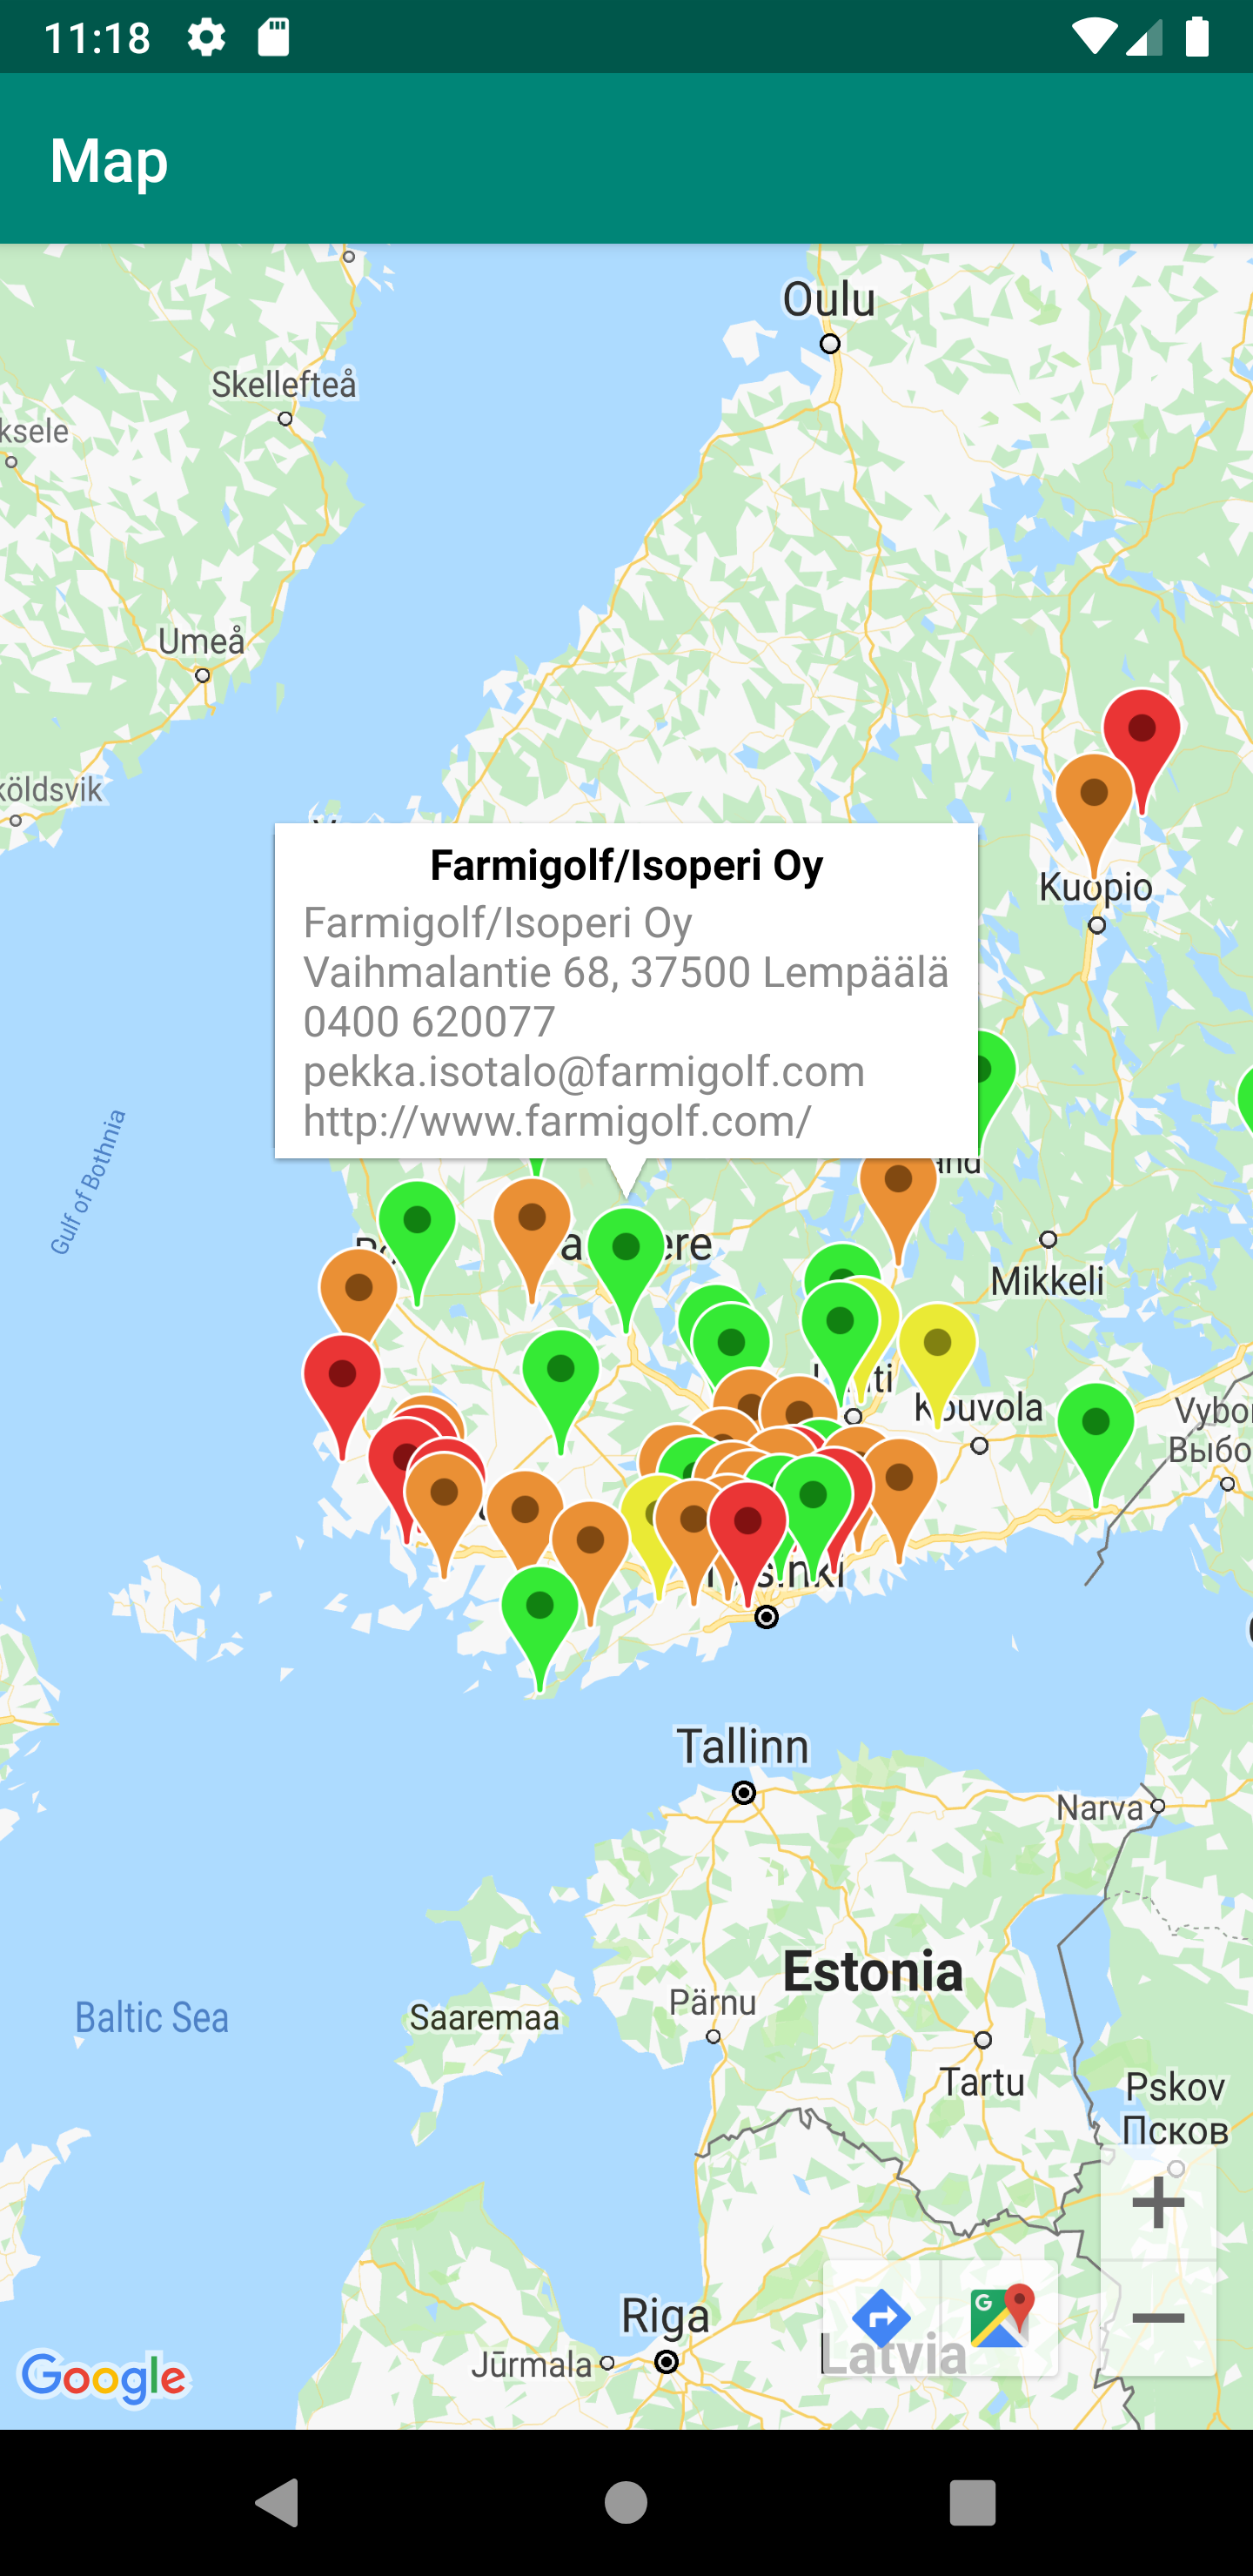 11:18
Map
Oulu
Skellefteå
ksele
Umeå
köldsvik
Kuopio
Farmigolf/Isoperi Oy
Farmigolf/Isoperi Oy
Vaihmalantie 68, 37500 Lempäälä
0400 620077
pekka.isotalo@farmigolf.com
http://www.farmigolf.com/
Gulf of Bothnia
Mikkeli
Kouvola
Vybor
Выбо
Tallinn
Narva
Estonia
Pärnu
Baltic Sea
Saaremaa
Tartu
Pskov
Псков
Riga
Latvia
Jūrmala
Google